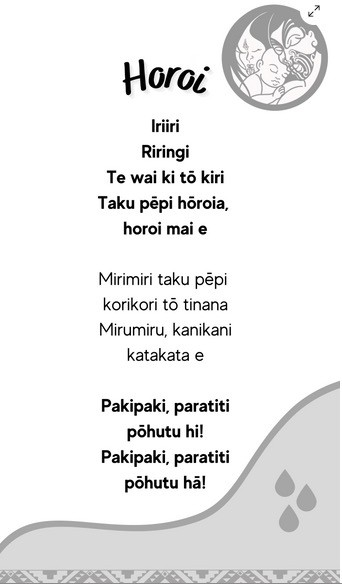 Horoi
Iriiri
Riringi
Te wai ki tō kiri
Taku pēpi hōroia,
horoi mai e
Mirimiri taku pēpi
korikori tō tinana
Mirumiru, kanikani
katakata e
Pakipaki, paratiti
pōhutu hi!
Pakipaki, paratiti
pōhutu hā!